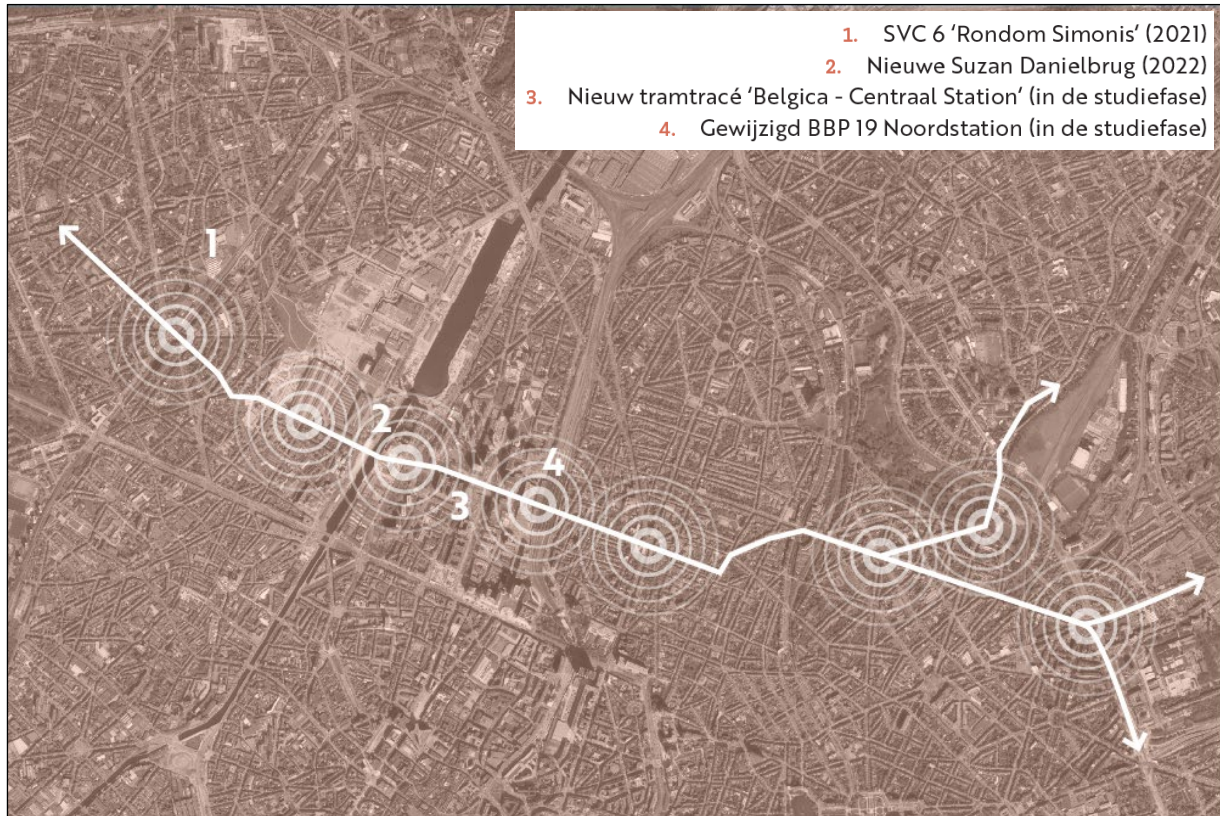 1. SVC 6 ‘Rondom Simonis’ (2021)
2. Nieuwe Suzan Danielbrug (2022)
3. Nieuw tramtracé ‘Belgica - Centraal Station’ (in de studiefase)
4. Gewijzigd BBP 19 Noordstation (in de studiefase)
1
2
4
3